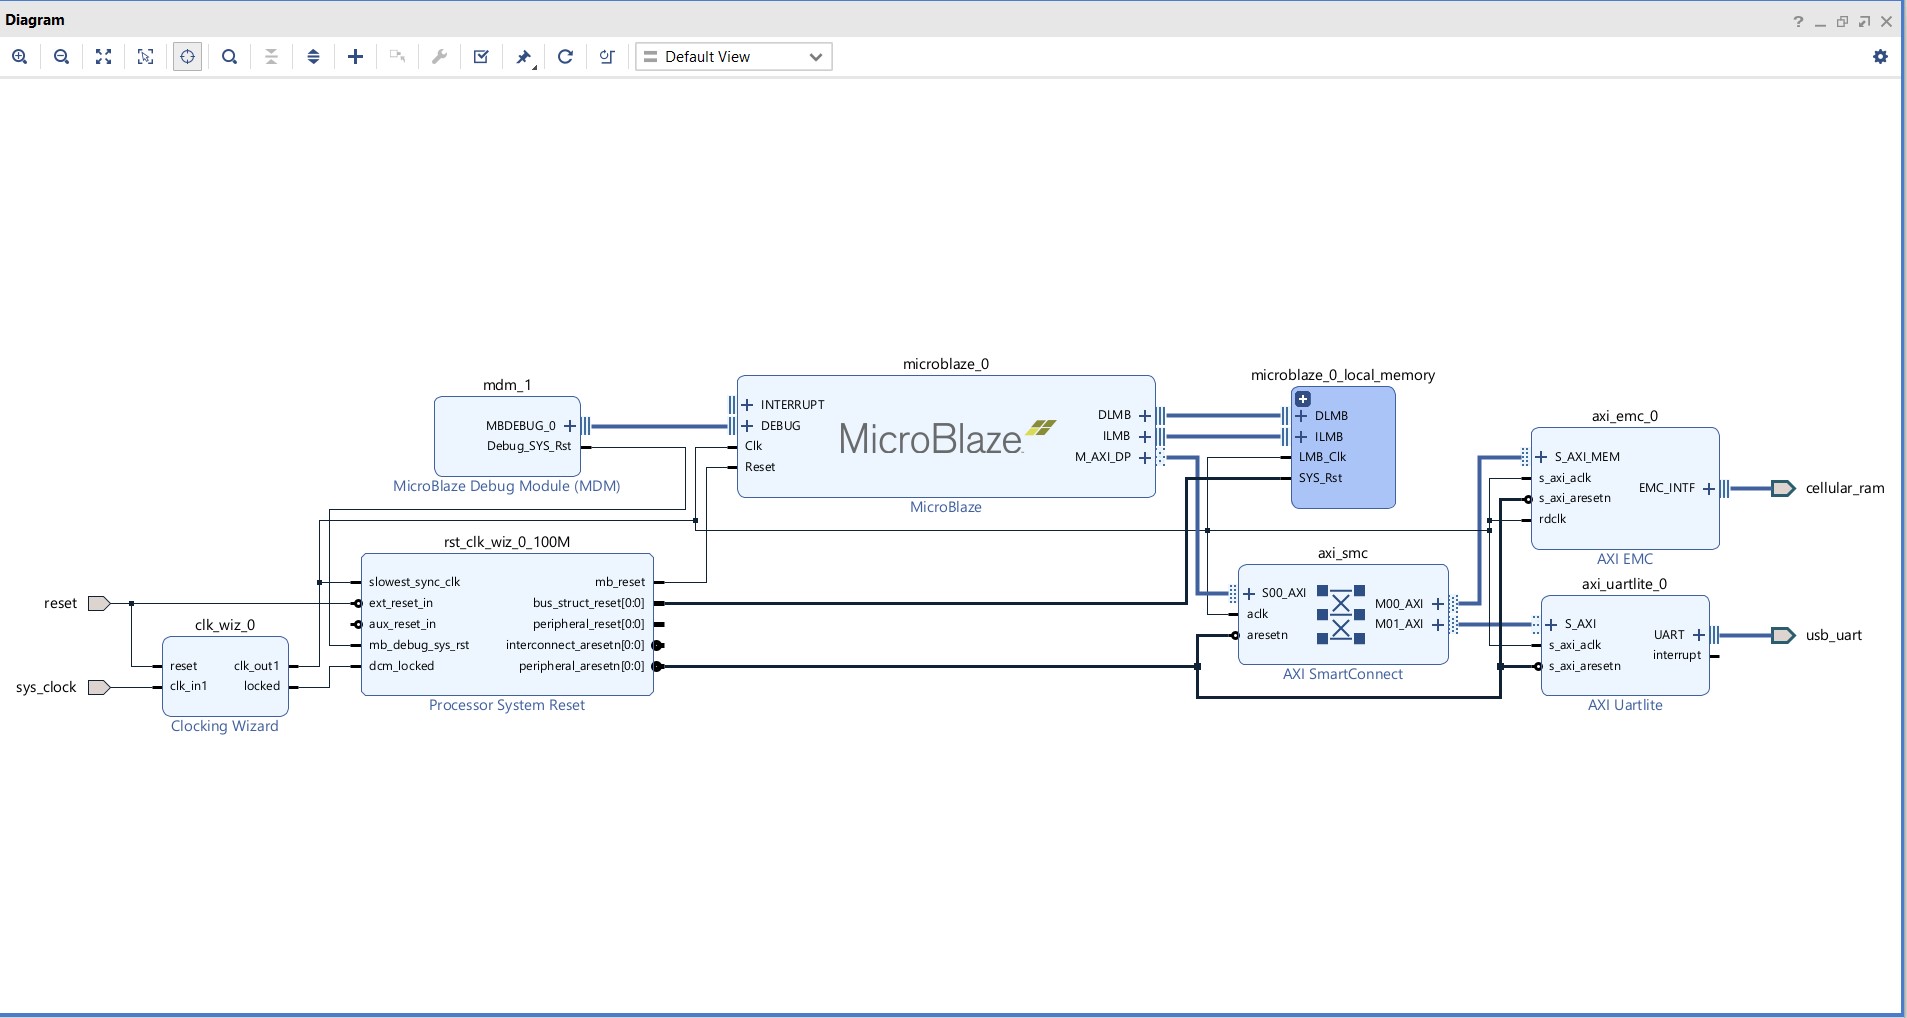 Diagram
Default View
mdm_1
MBDEBUG_0
Debug_SYS_Rst
MicroBlaze Debug Module (MDM)
microblaze_0
INTERRUPT
DEBUG
Clk
Reset
MicroBlaze
DLMB
ILMB
M_AXI_DP
MicroBlaze
microblaze_0_local_memory
DLMB
ILMB
LMB_Clk
SYS_Rst
axi_emc_0
S_AXI_MEM
s_axi_aclk
s_axi_aresetn
rdclk
EMC_INTF
AXI EMC
cellular_ram
rst_clk_wiz_0_100M
slowest_sync_clk
ext_reset_in
aux_reset_in
mb_debug_sys_rst
dcm_locked
mb_reset
bus_struct_reset[0:0]
peripheral_reset[0:0]
interconnect_aresetn[0:0]
peripheral_aresetn[0:0]
Processor System Reset
reset
sys_clock
clk_wiz_0
reset
clk_in1
clk_out1
locked
Clocking Wizard
axi_smc
S00_AXI
aclk
aresetn
M00_AXI
M01_AXI
AXI SmartConnect
axi_uartlite_0
S_AXI
s_axi_aclk
s_axi_aresetn
UART
interrupt
AXI Uartlite
usb_uart